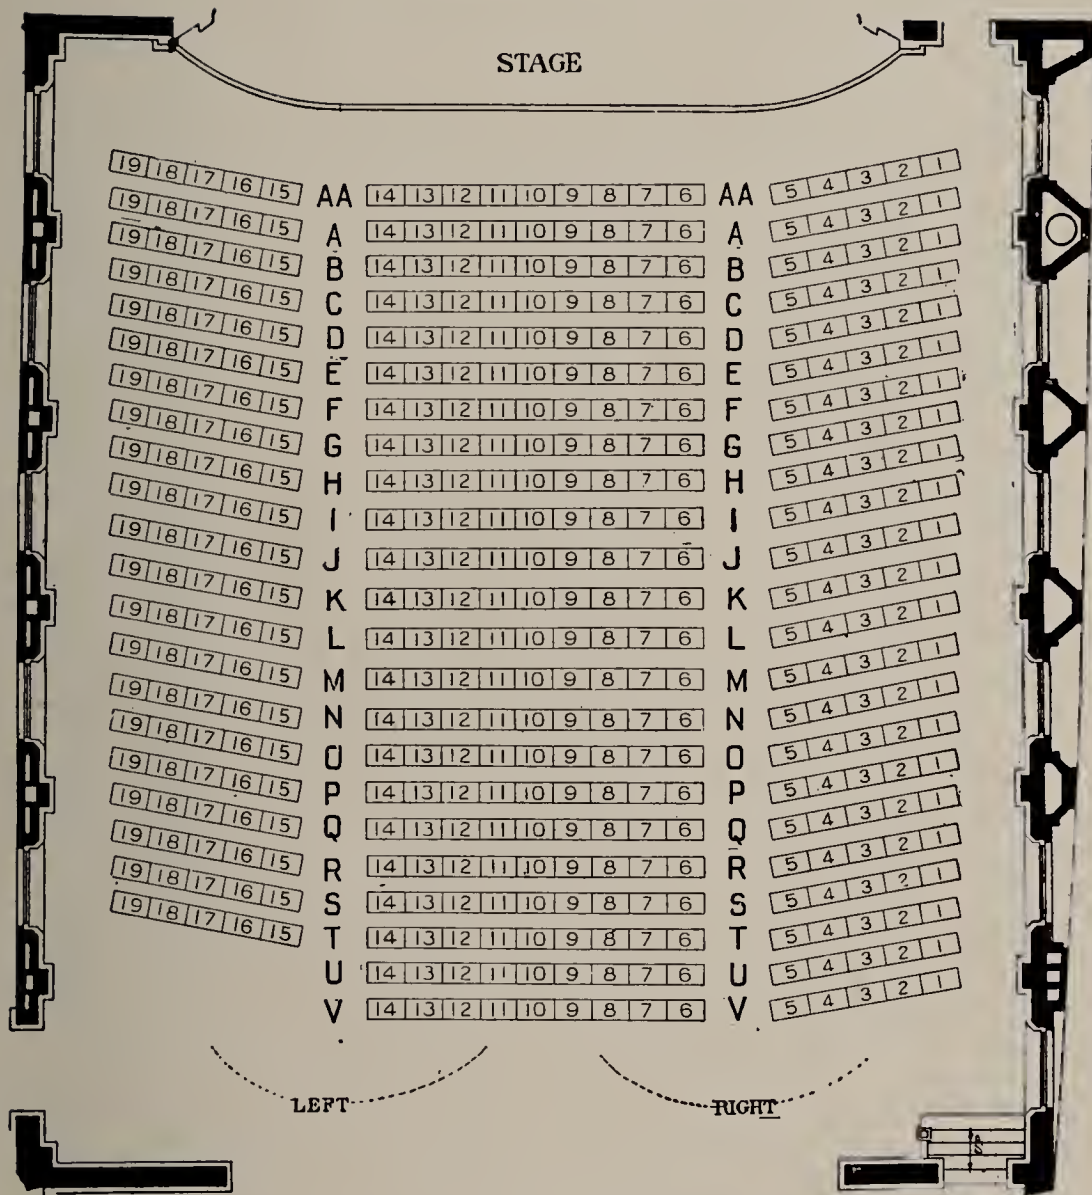 STAGE
19 18 17 16 15 AA 14 13 12 11 10 9 8 7 6 AA 5 4 3 2 1
19 18 17 16 15 A 14 13 12 11 10 9 8 7 6 A 5 4 3 2 1
19 18 17 16 15 B 14 13 12 11 10 9 8 7 6 B 5 4 3 2 1
19 18 17 16 15 C 14 13 12 11 10 9 8 7 6 C 5 4 3 2 1
19 18 17 16 15 D 14 13 12 11 10 9 8 7 6 D 5 4 3 2 1
19 18 17 16 15 E 14 13 12 11 10 9 8 7 6 E 5 4 3 2 1
19 18 17 16 15 F 14 13 12 11 10 9 8 7 6 F 5 4 3 2 1
19 18 17 16 15 G 14 13 12 11 10 9 8 7 6 G 5 4 3 2 1
19 18 17 16 15 H 14 13 12 11 10 9 8 7 6 H 5 4 3 2 1
19 18 17 16 15 I 14 13 12 11 10 9 8 7 6 I 5 4 3 2 1
19 18 17 16 15 J 14 13 12 11 10 9 8 7 6 J 5 4 3 2 1
19 18 17 16 15 K 14 13 12 11 10 9 8 7 6 K 5 4 3 2 1
19 18 17 16 15 L 14 13 12 11 10 9 8 7 6 L 5 4 3 2 1
19 18 17 16 15 M 14 13 12 11 10 9 8 7 6 M 5 4 3 2 1
19 18 17 16 15 N 14 13 12 11 10 9 8 7 6 N 5 4 3 2 1
19 18 17 16 15 O 14 13 12 11 10 9 8 7 6 O 5 4 3 2 1
19 18 17 16 15 P 14 13 12 11 10 9 8 7 6 P 5 4 3 2 1
19 18 17 16 15 Q 14 13 12 11 10 9 8 7 6 Q 5 4 3 2 1
19 18 17 16 15 R 14 13 12 11 10 9 8 7 6 R 5 4 3 2 1
19 18 17 16 15 S 14 13 12 11 10 9 8 7 6 S 5 4 3 2 1
19 18 17 16 15 T 14 13 12 11 10 9 8 7 6 T 5 4 3 2 1
U 14 13 12 11 10 9 8 7 6 U 5 4 3 2 1
V 14 13 12 11 10 9 8 7 6 V 5 4 3 2 1
LEFT RIGHT